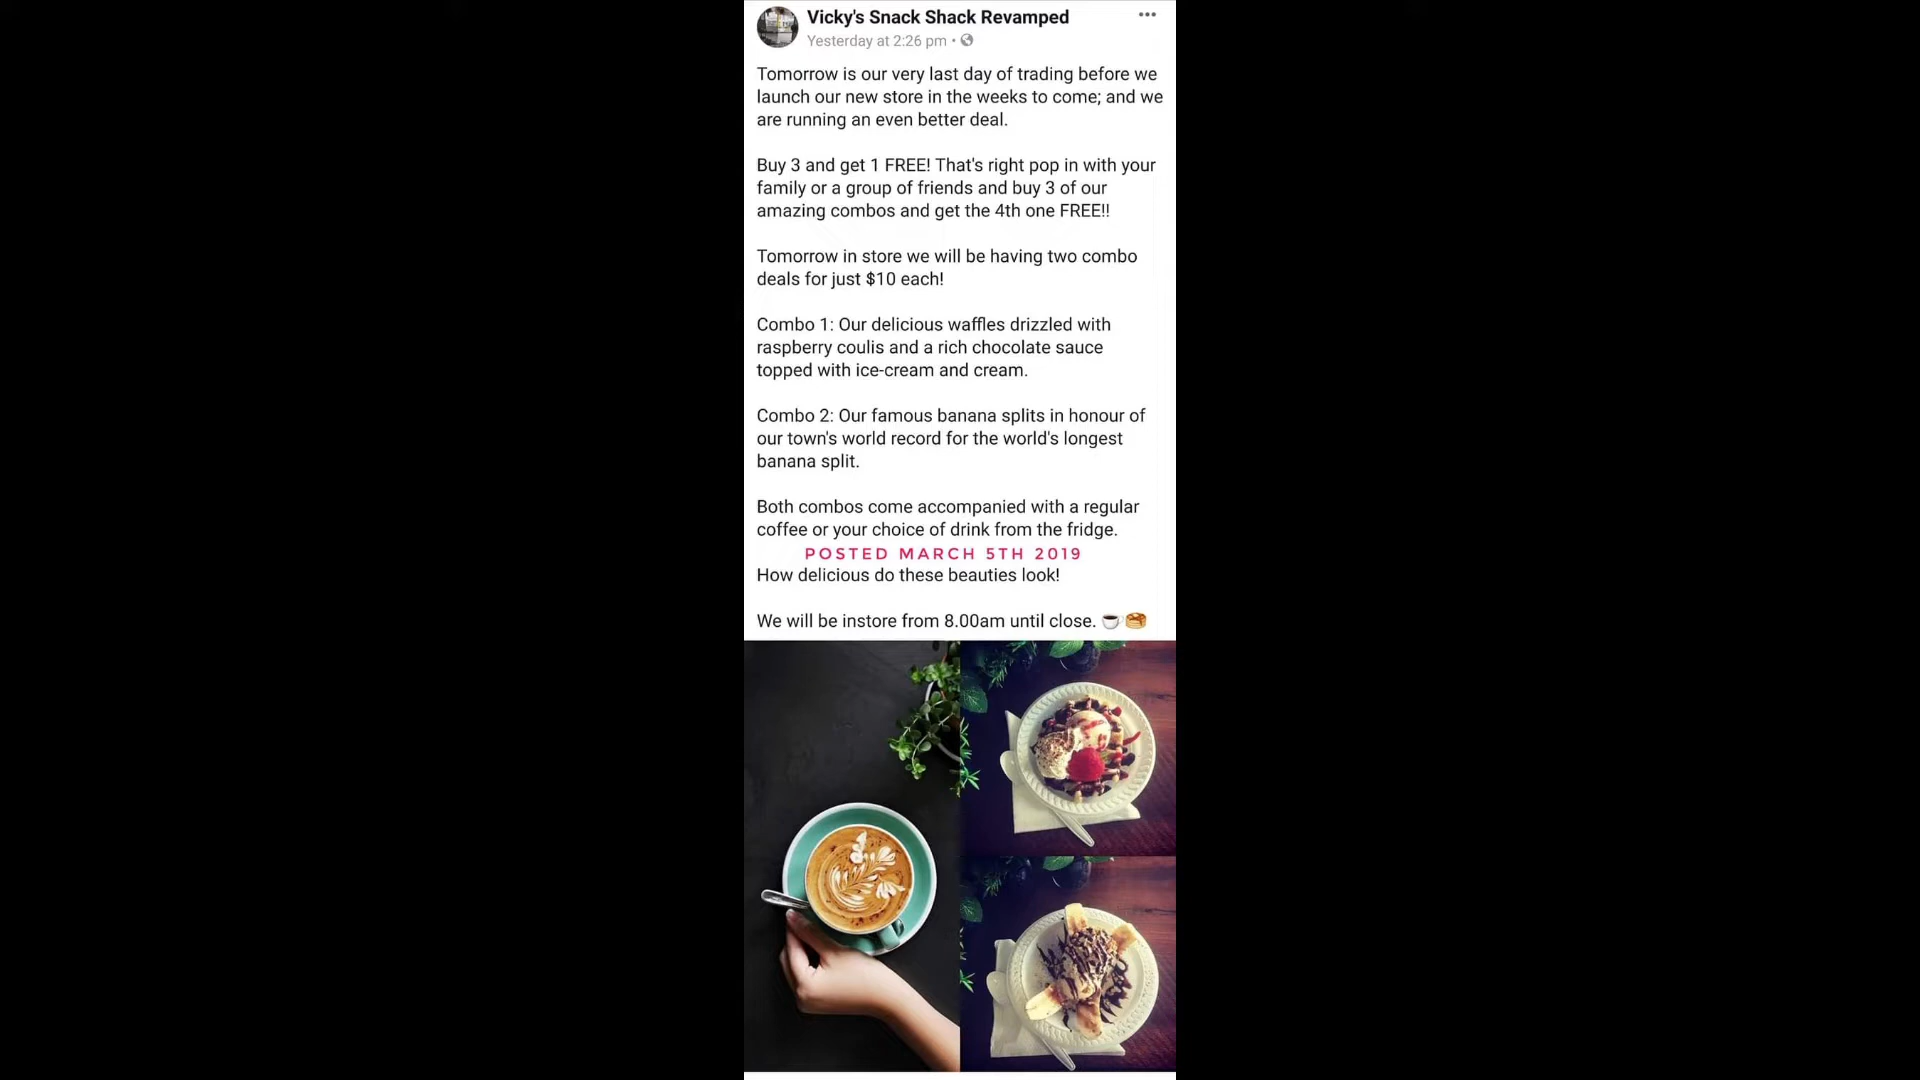 Vicky's Snack Shack Revamped
Yesterday at 2:26 pm •
Tomorrow is our very last day of trading before we
launch our new store in the weeks to come; and we
are running an even better deal.
Buy 3 and get 1 FREE! That's right pop in with your
family or a group of friends and buy 3 of our
amazing combos and get the 4th one FREE!!
Tomorrow in store we will be having two combo
deals for just $10 each!
Combo 1: Our delicious waffles drizzled with
raspberry coulis and a rich chocolate sauce
topped with ice-cream and cream.
Combo 2: Our famous banana splits in honour of
our town's world record for the world's longest
banana split.
Both combos come accompanied with a regular
coffee or your choice of drink from the fridge.
POSTED MARCH 5TH 2019
How delicious do these beauties look!
We will be instore from 8.00am until close. ☕🥞